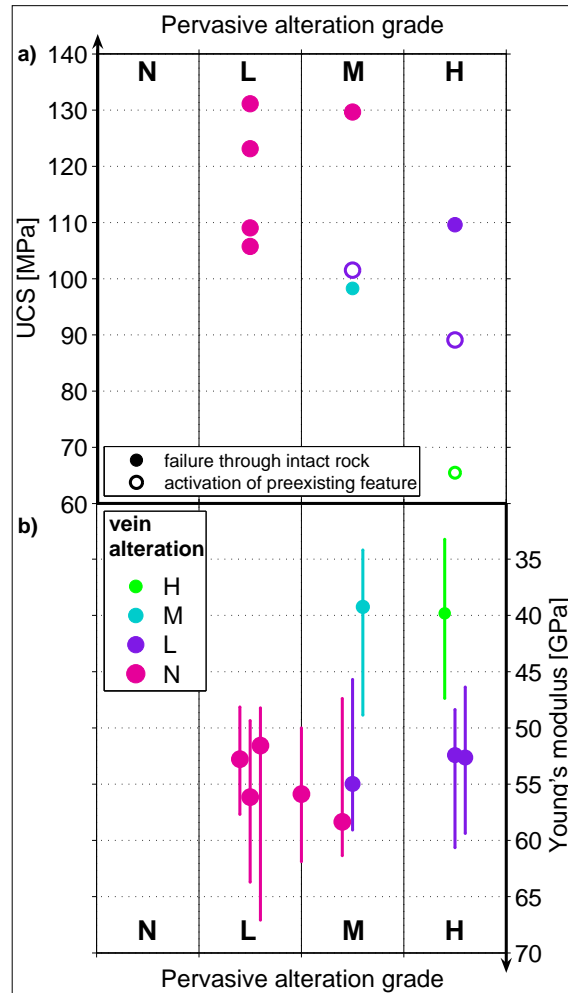 Pervasive alteration grade
a)
N L M H
140
130
120
110
100
90
80
70
60
UCS [MPa]
failure through intact rock
activation of preexisting feature
b)
vein
alteration
H
M
L
N
35
40
45
50
55
60
65
70
Young's modulus [GPa]
N L M H
Pervasive alteration grade